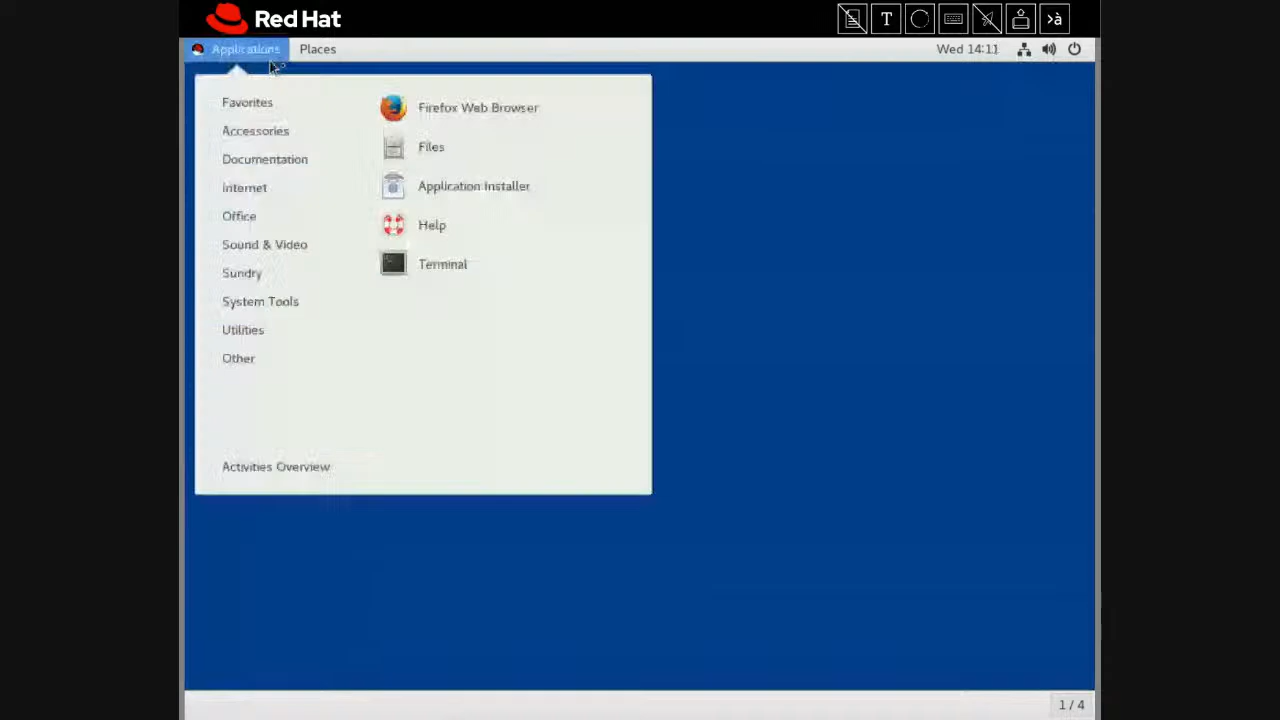 Red Hat
T
›à
Applications Places Wed 14:11
Favorites
Accessories
Documentation
Internet
Office
Sound & Video
Sundry
System Tools
Utilities
Other
Activities Overview
Firefox Web Browser
Files
Application Installer
Help
Terminal
1 / 4